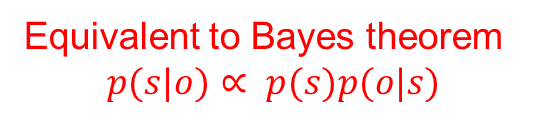 Equivalent to Bayes theorem
p(s|o) ∝ p(s)p(o|s)